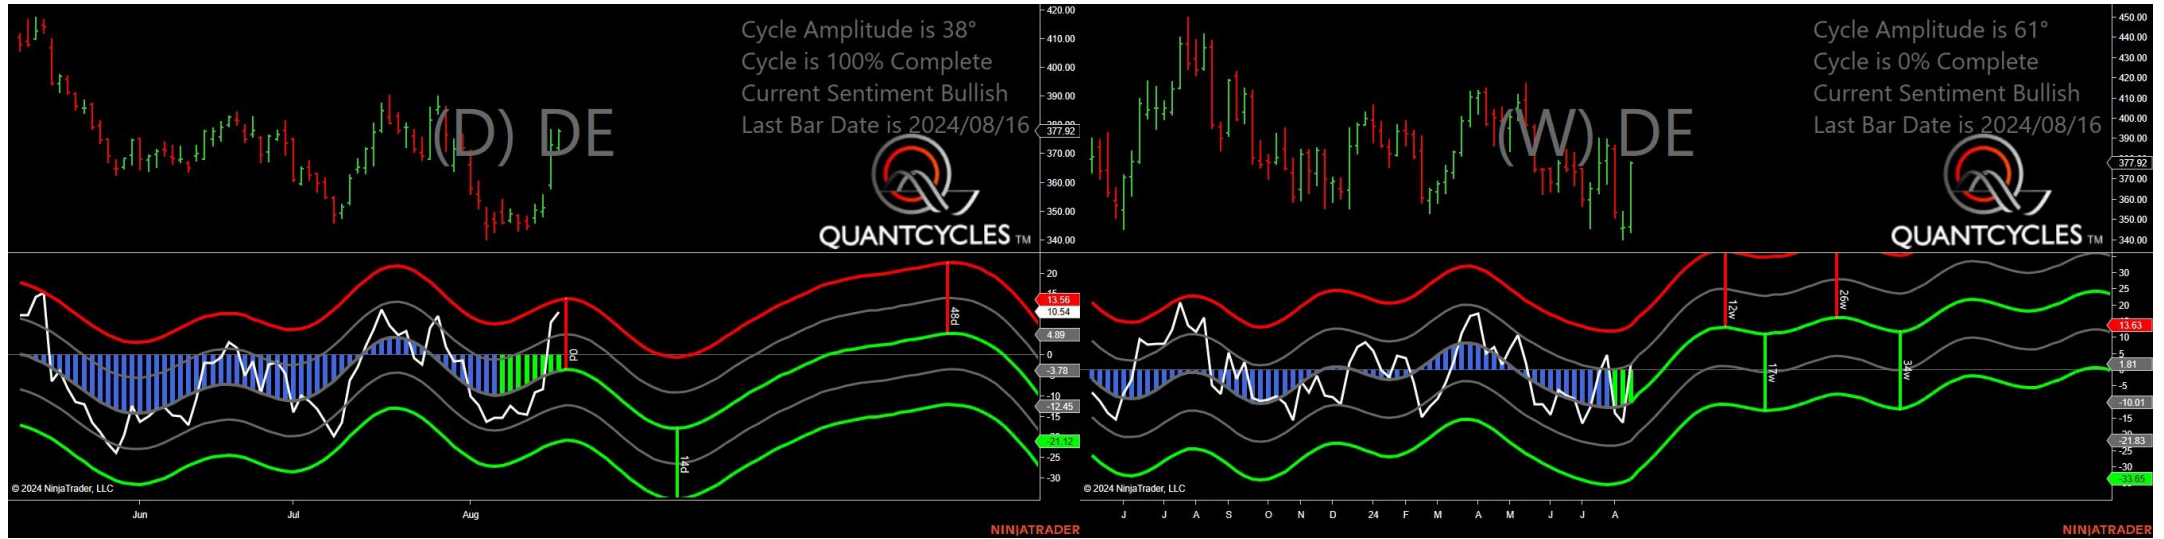 Cycle Amplitude is 38°
Cycle is 100% Complete
Current Sentiment Bullish
Last Bar Date is 2024/08/16
(D) DE
QUANTCYCLES TM
420.00
410.00
400.00
390.00
380.00
377.92
370.00
360.00
350.00
340.00
20
15
13.56
10.54
4.89
0
-3.78
-5
-10
-12.45
-15
-21.12
-25
-30
0d
14d
48d
© 2024 NinjaTrader, LLC
Jun Jul Aug
NINJATRADER
Cycle Amplitude is 61°
Cycle is 0% Complete
Current Sentiment Bullish
Last Bar Date is 2024/08/16
(W) DE
QUANTCYCLES TM
450.00
440.00
430.00
420.00
410.00
400.00
390.00
377.92
370.00
360.00
350.00
340.00
30
25
20
13.63
5
1.81
-5
-10.01
-15
-21.83
-25
-30
-33.65
12w
17w
26w
34w
© 2024 NinjaTrader, LLC
J J A S O N D 24 F M A M J J A
NINJATRADER